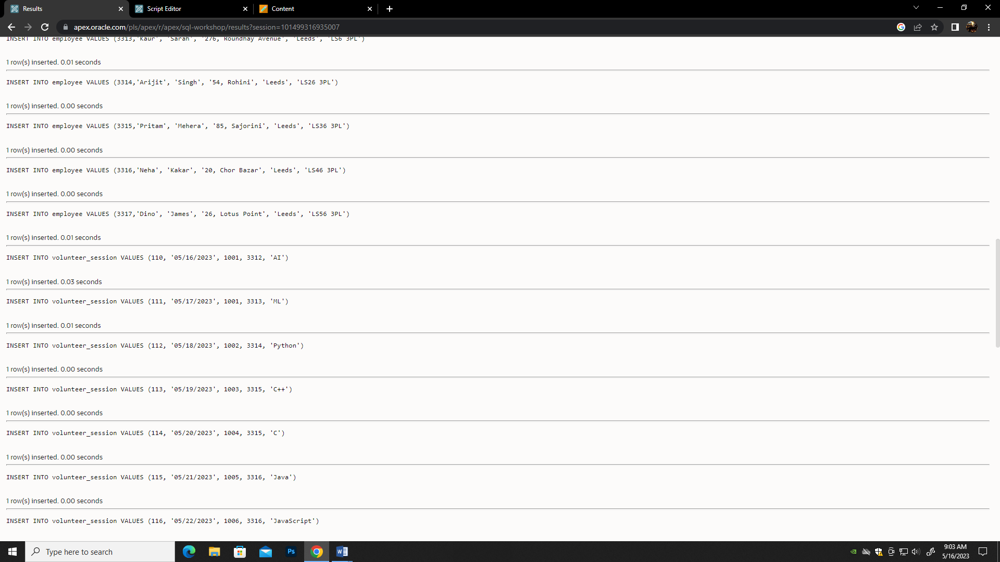 Results
Script Editor
Content
apex.oracle.com/pls/apex/r/apex/sql-workshop/results?session=101499316935007
INSERT INTO employee VALUES (3313,'Kaur', 'Sarah', '276, Roundhay Avenue', 'Leeds', 'LS6 3PL')
1 row(s) inserted. 0.01 seconds
INSERT INTO employee VALUES (3314,'Arijit', 'Singh', '54, Rohini', 'Leeds', 'LS26 3PL')
1 row(s) inserted. 0.00 seconds
INSERT INTO employee VALUES (3315,'Pritam', 'Mehera', '85, Sajorini', 'Leeds', 'LS36 3PL')
1 row(s) inserted. 0.00 seconds
INSERT INTO employee VALUES (3316,'Neha', 'Kakar', '20, Chor Bazar', 'Leeds', 'LS46 3PL')
1 row(s) inserted. 0.00 seconds
INSERT INTO employee VALUES (3317,'Dino', 'James', '26, Lotus Point', 'Leeds', 'LS56 3PL')
1 row(s) inserted. 0.01 seconds
INSERT INTO volunteer_session VALUES (110, '05/16/2023', 1001, 3312, 'AI')
1 row(s) inserted. 0.03 seconds
INSERT INTO volunteer_session VALUES (111, '05/17/2023', 1001, 3313, 'ML')
1 row(s) inserted. 0.01 seconds
INSERT INTO volunteer_session VALUES (112, '05/18/2023', 1002, 3314, 'Python')
1 row(s) inserted. 0.00 seconds
INSERT INTO volunteer_session VALUES (113, '05/19/2023', 1003, 3315, 'C++')
1 row(s) inserted. 0.00 seconds
INSERT INTO volunteer_session VALUES (114, '05/20/2023', 1004, 3315, 'C')
1 row(s) inserted. 0.00 seconds
INSERT INTO volunteer_session VALUES (115, '05/21/2023', 1005, 3316, 'Java')
1 row(s) inserted. 0.00 seconds
INSERT INTO volunteer_session VALUES (116, '05/22/2023', 1006, 3316, 'JavaScript')
Type here to search
Ps
W
9:03 AM
5/16/2023